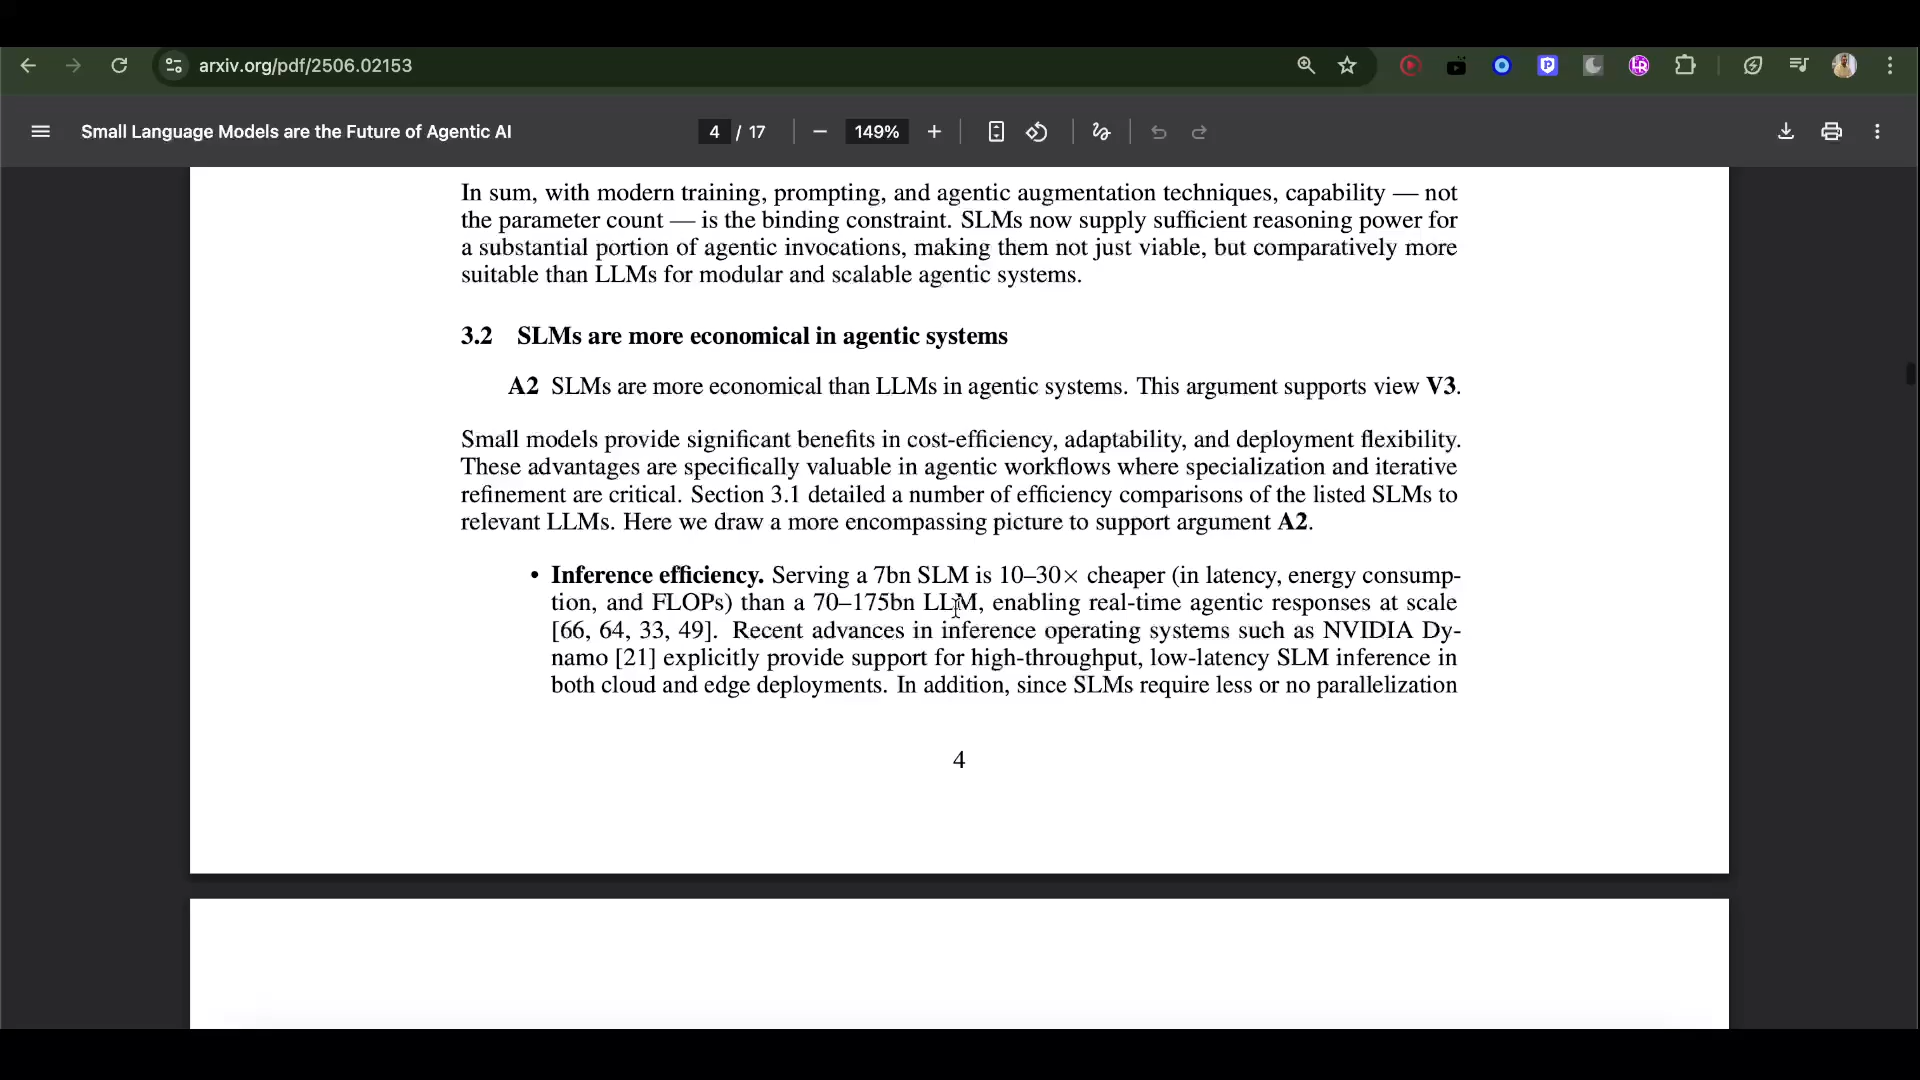 arxiv.org/pdf/2506.02153
Small Language Models are the Future of Agentic AI
4 / 17
149%
In sum, with modern training, prompting, and agentic augmentation techniques, capability — not
the parameter count — is the binding constraint. SLMs now supply sufficient reasoning power for
a substantial portion of agentic invocations, making them not just viable, but comparatively more
suitable than LLMs for modular and scalable agentic systems.
3.2 SLMs are more economical in agentic systems
A2 SLMs are more economical than LLMs in agentic systems. This argument supports view V3.
Small models provide significant benefits in cost-efficiency, adaptability, and deployment flexibility.
These advantages are specifically valuable in agentic workflows where specialization and iterative
refinement are critical. Section 3.1 detailed a number of efficiency comparisons of the listed SLMs to
relevant LLMs. Here we draw a more encompassing picture to support argument A2.
• Inference efficiency. Serving a 7bn SLM is 10–30× cheaper (in latency, energy consump-
tion, and FLOPs) than a 70–175bn LLM, enabling real-time agentic responses at scale
[66, 64, 33, 49]. Recent advances in inference operating systems such as NVIDIA Dy-
namo [21] explicitly provide support for high-throughput, low-latency SLM inference in
both cloud and edge deployments. In addition, since SLMs require less or no parallelization
4